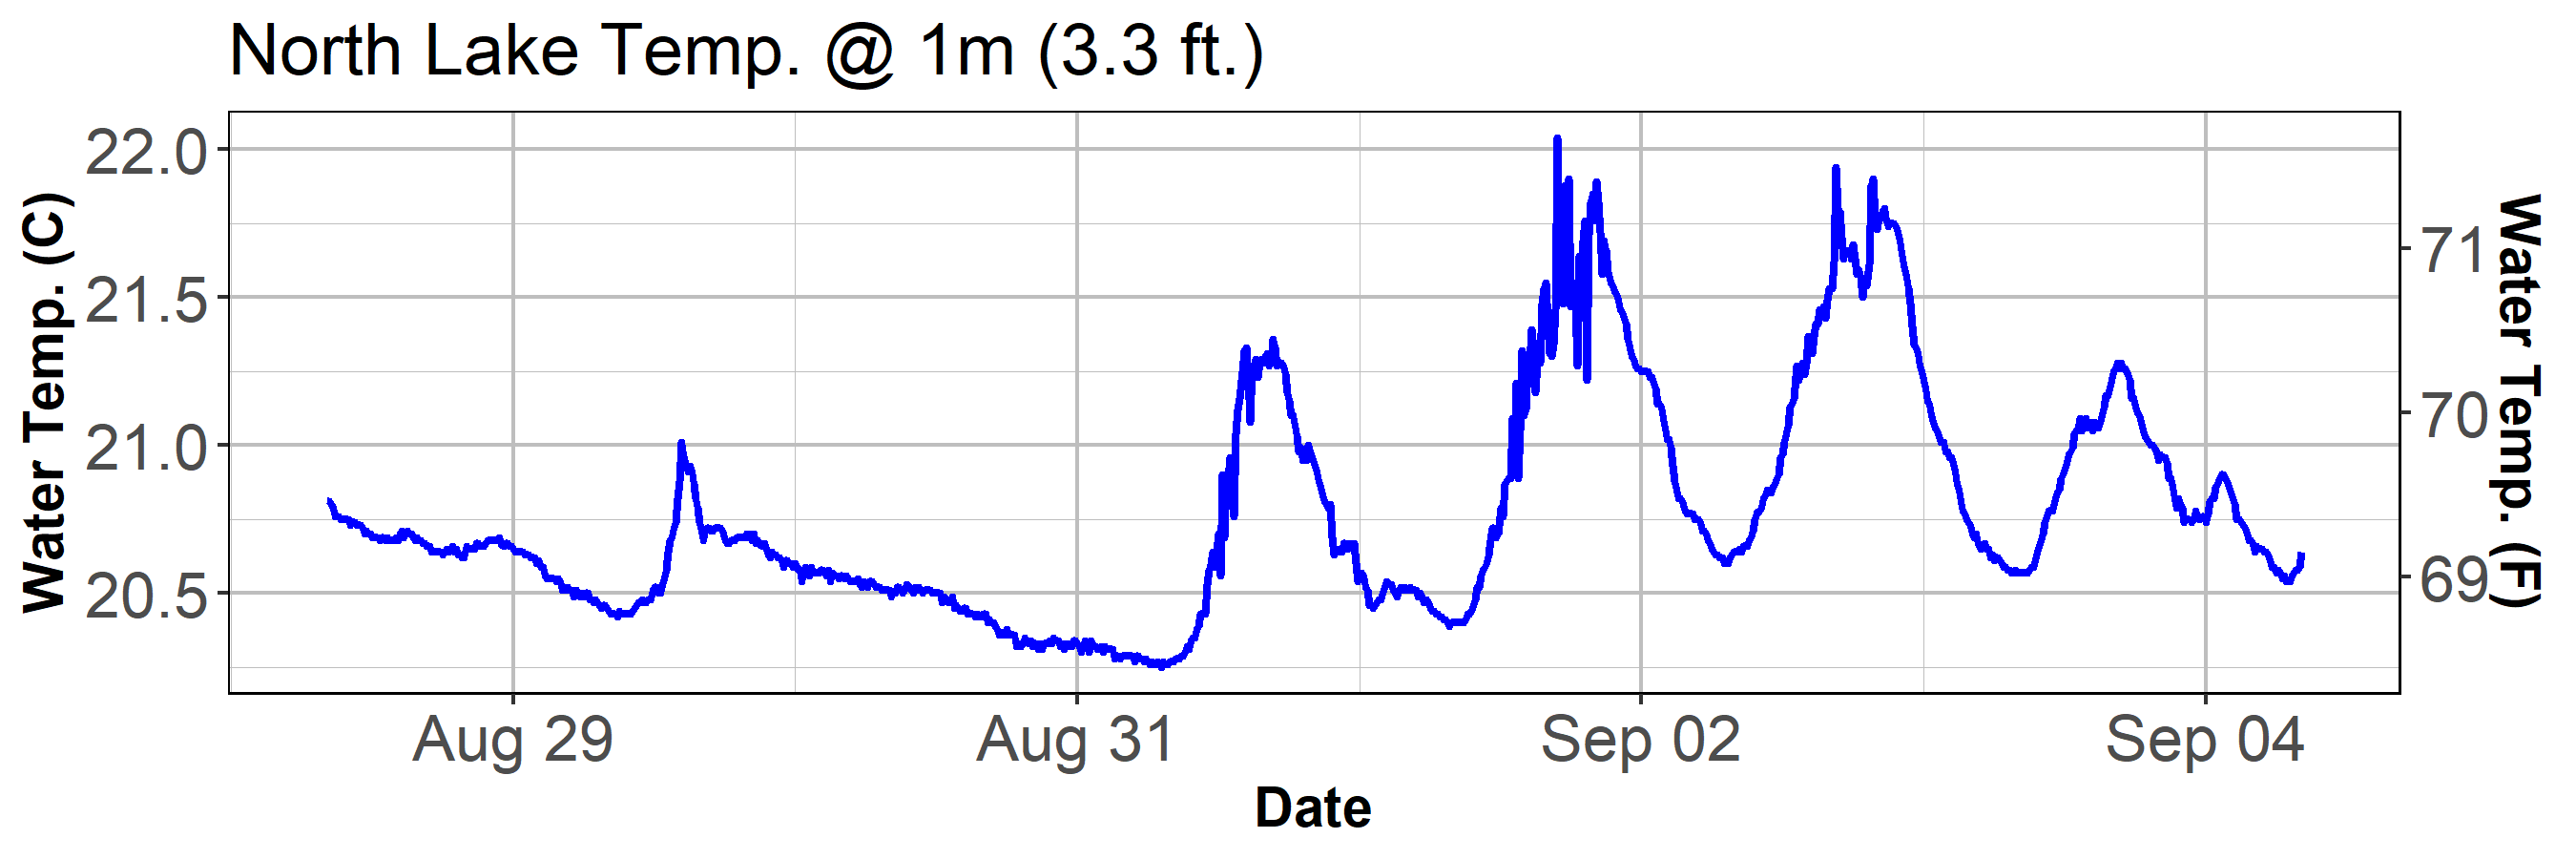 North Lake Temp. @ 1m (3.3 ft.)
Water Temp. (C)
22.0
21.5
21.0
20.5
71
70
69
Water Temp. (F)
Aug 29 Aug 31 Sep 02 Sep 04
Date